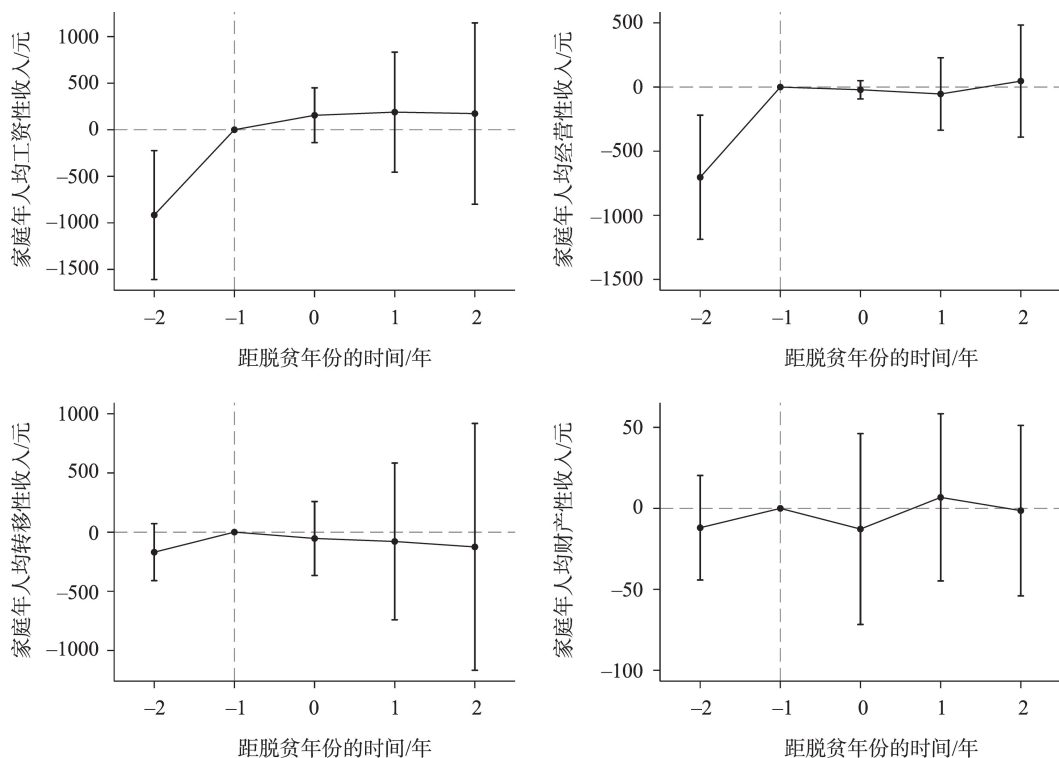 家庭年人均工资性收入/元
1000
500
0
–500
–1000
–1500
–2 –1 0 1 2
距脱贫年份的时间/年
家庭年人均经营性收入/元
500
0
–500
–1000
–1500
–2 –1 0 1 2
距脱贫年份的时间/年
家庭年人均转移性收入/元
1000
500
0
–500
–1000
–2 –1 0 1 2
距脱贫年份的时间/年
家庭年人均财产性收入/元
50
0
–50
–100
–2 –1 0 1 2
距脱贫年份的时间/年